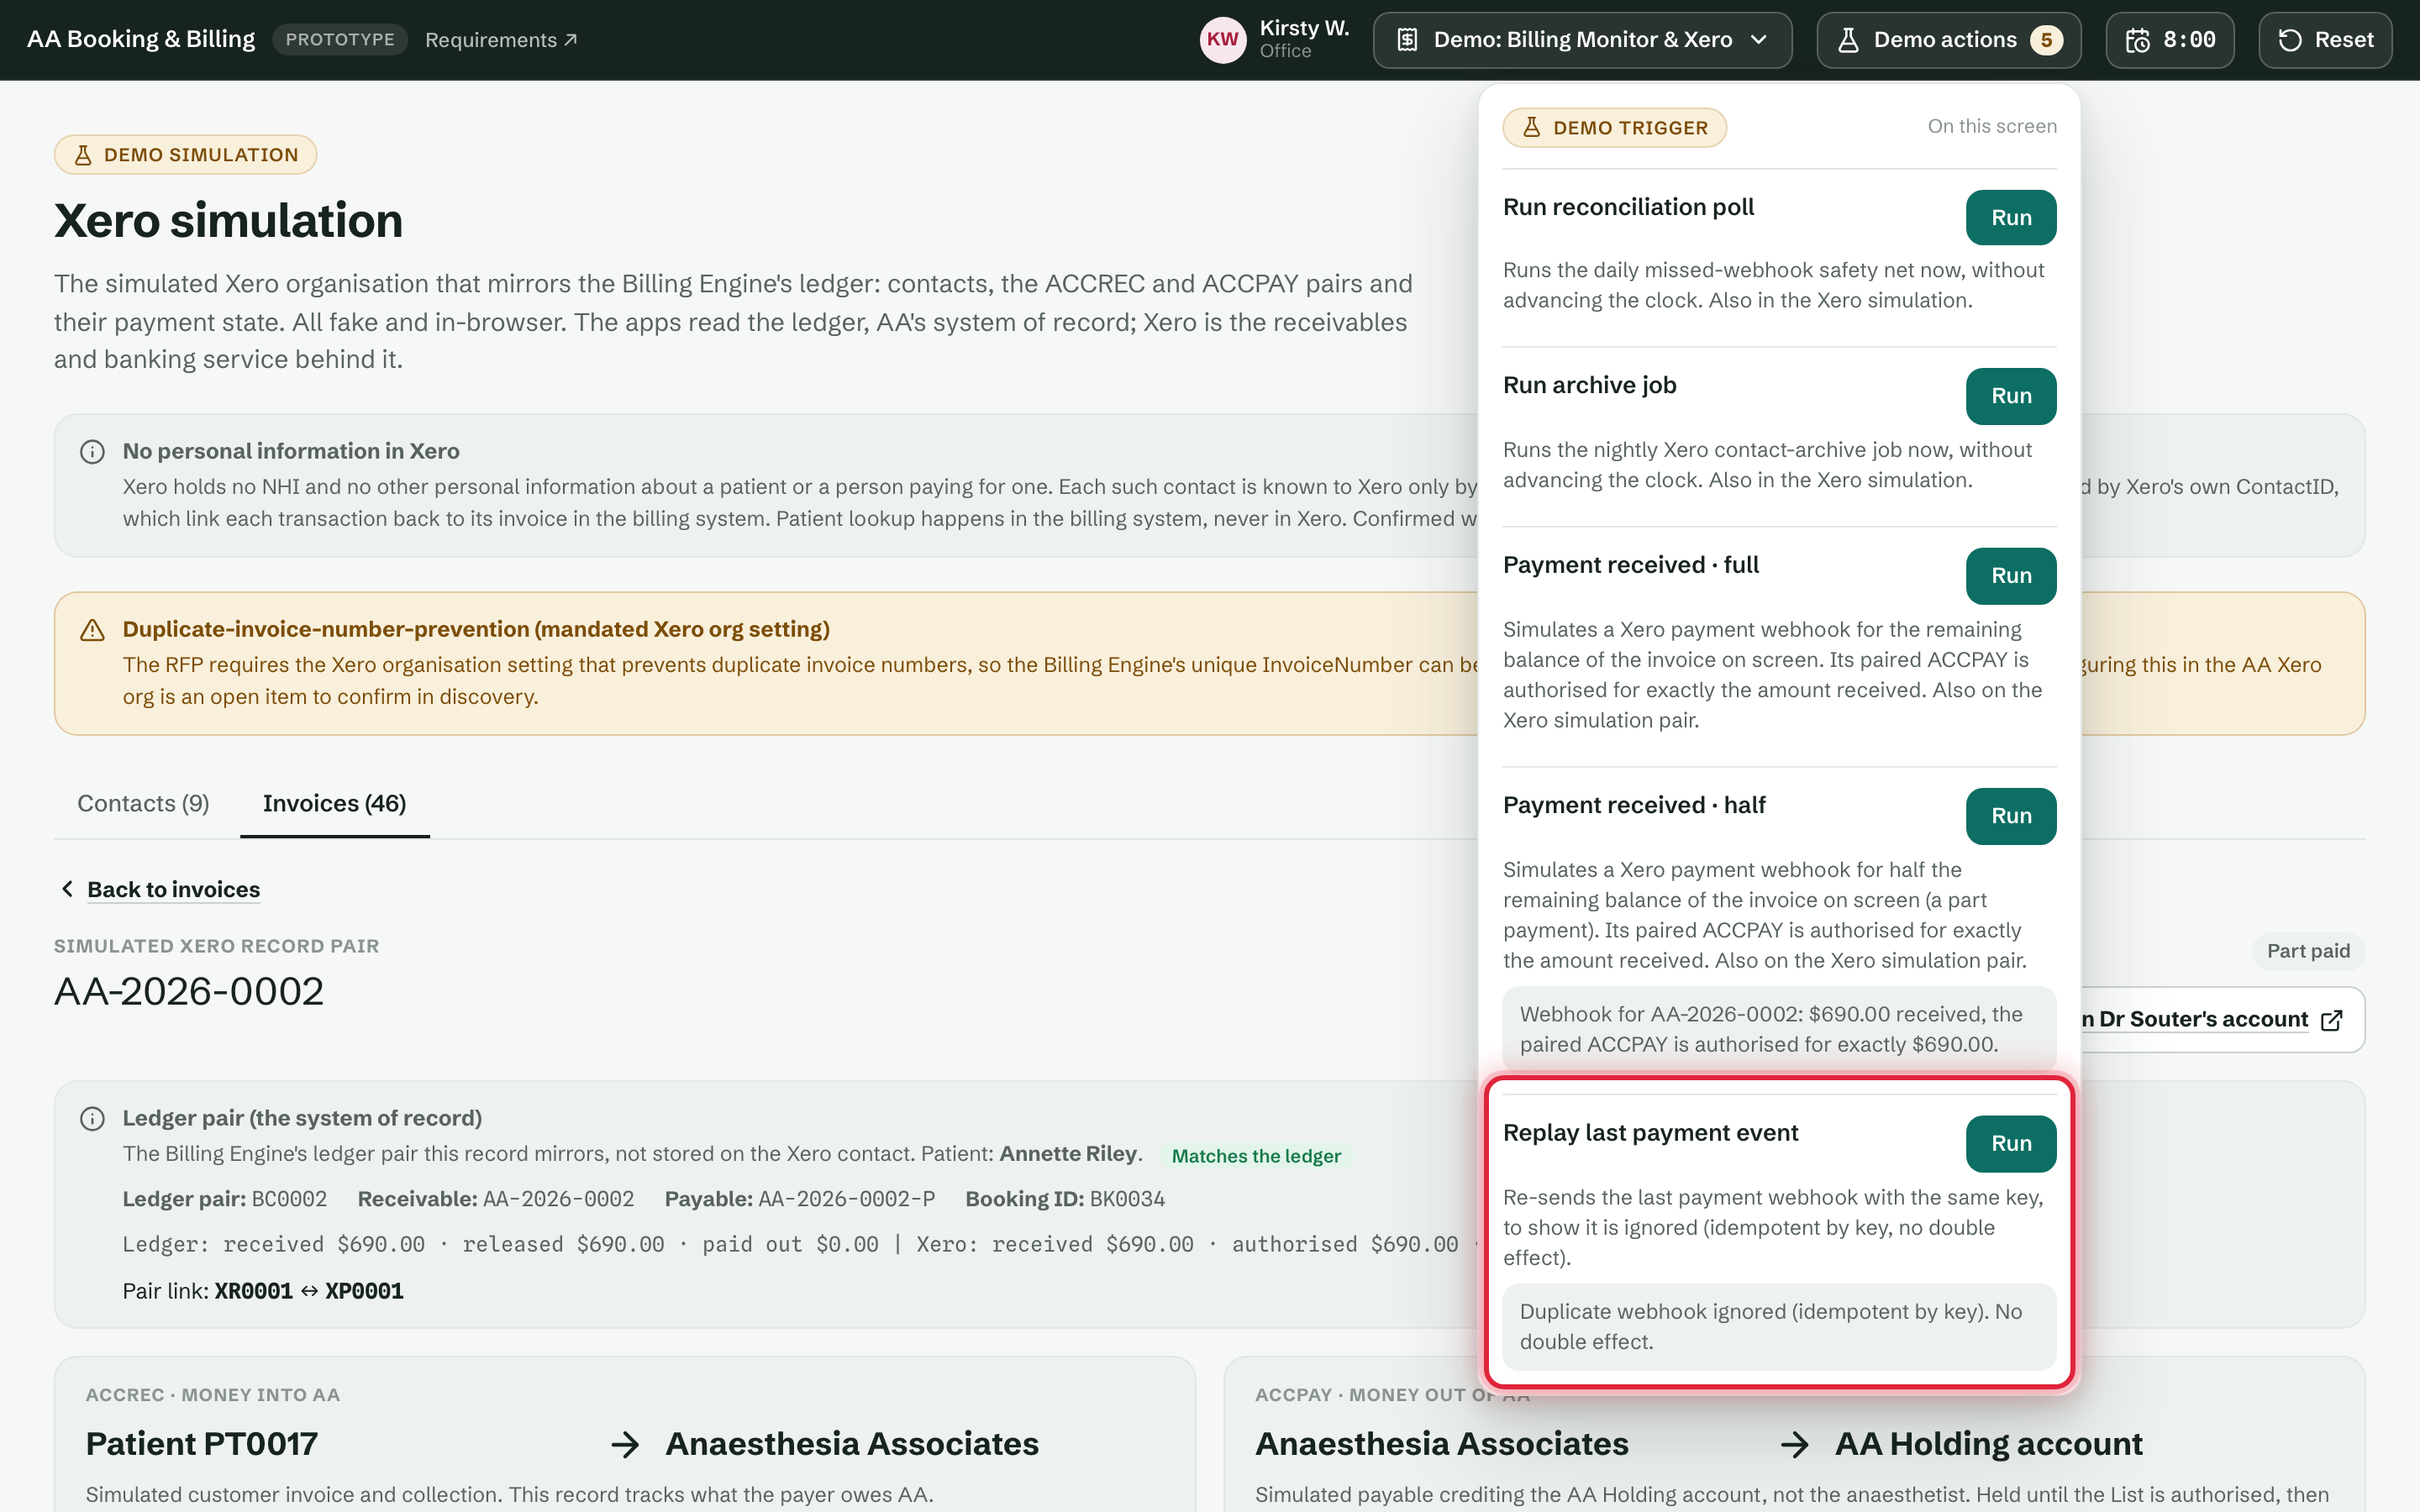 AA Booking & Billing
PROTOTYPE
Requirements
KW
Kirsty W.
Office
Demo: Billing Monitor & Xero
Demo actions 5
8:00
Reset
DEMO SIMULATION
Xero simulation
The simulated Xero organisation that mirrors the Billing Engine's ledger: contacts, the ACCREC and ACCPAY pairs and
their payment state. All fake and in-browser. The apps read the ledger, AA's system of record; Xero is the receivables
and banking service behind it.
No personal information in Xero
Xero holds no NHI and no other personal information about a patient or a person paying for one. Each such contact is known to Xero only by
d by Xero's own ContactID,
which link each transaction back to its invoice in the billing system. Patient lookup happens in the billing system, never in Xero. Confirmed w
Duplicate-invoice-number-prevention (mandated Xero org setting)
The RFP requires the Xero organisation setting that prevents duplicate invoice numbers, so the Billing Engine's unique InvoiceNumber can be
guring this in the AA Xero
org is an open item to confirm in discovery.
Contacts (9)
Invoices (46)
Back to invoices
SIMULATED XERO RECORD PAIR
AA-2026-0002
Part paid
n Dr Souter's account
Ledger pair (the system of record)
The Billing Engine's ledger pair this record mirrors, not stored on the Xero contact. Patient: Annette Riley. Matches the ledger
Ledger pair: BC0002 Receivable: AA-2026-0002 Payable: AA-2026-0002-P Booking ID: BK0034
Ledger: received $690.00 · released $690.00 · paid out $0.00 | Xero: received $690.00 · authorised $690.00 ·
Pair link: XR0001 ↔ XP0001
ACCREC · MONEY INTO AA
Patient PT0017 → Anaesthesia Associates
Simulated customer invoice and collection. This record tracks what the payer owes AA.
ACCPAY · MONEY OUT OF AA
Anaesthesia Associates → AA Holding account
Simulated payable crediting the AA Holding account, not the anaesthetist. Held until the List is authorised, then
DEMO TRIGGER
On this screen
Run reconciliation poll
Run
Runs the daily missed-webhook safety net now, without
advancing the clock. Also in the Xero simulation.
Run archive job
Run
Runs the nightly Xero contact-archive job now, without
advancing the clock. Also in the Xero simulation.
Payment received · full
Run
Simulates a Xero payment webhook for the remaining
balance of the invoice on screen. Its paired ACCPAY is
authorised for exactly the amount received. Also on the
Xero simulation pair.
Payment received · half
Run
Simulates a Xero payment webhook for half the
remaining balance of the invoice on screen (a part
payment). Its paired ACCPAY is authorised for exactly
the amount received. Also on the Xero simulation pair.
Webhook for AA-2026-0002: $690.00 received, the
paired ACCPAY is authorised for exactly $690.00.
Replay last payment event
Run
Re-sends the last payment webhook with the same key,
to show it is ignored (idempotent by key, no double
effect).
Duplicate webhook ignored (idempotent by key). No
double effect.